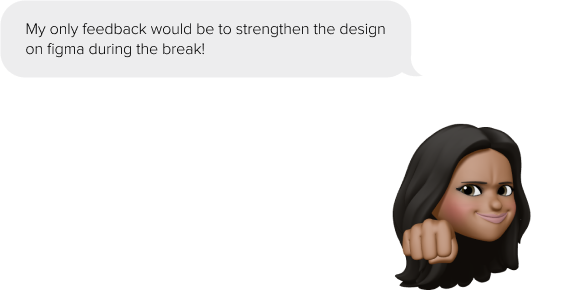 My only feedback would be to strengthen the design
on figma during the break!